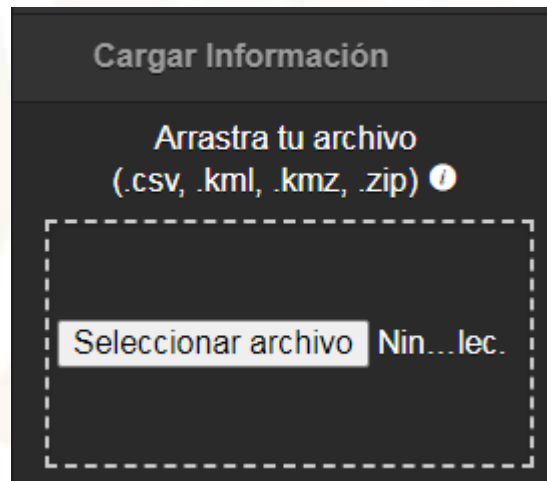 Cargar Información
Arrastra tu archivo
(.csv, .kml, .kmz, .zip) i
Seleccionar archivo Nin...lec.